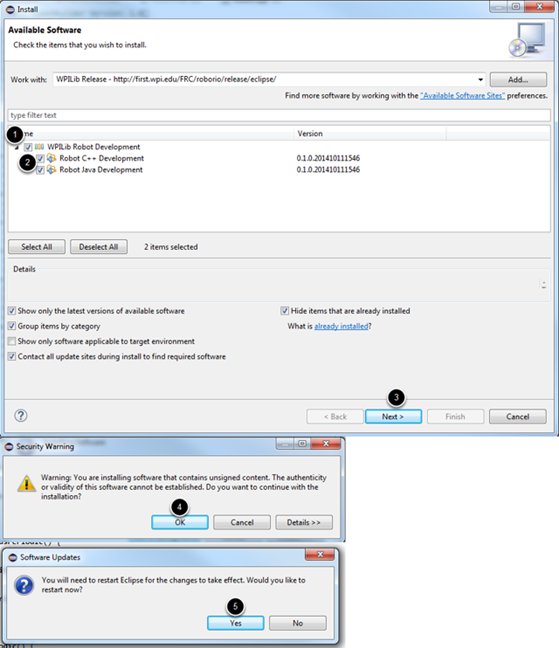 Install
Available Software
Check the items that you wish to install.
Work with: WPILib Release - http://first.wpi.edu/FRC/roborio/release/eclipse/ Add...
Find more software by working with the "Available Software Sites" preferences.
type filter text
1 me Version
WPILib Robot Development
2 Robot C++ Development 0.1.0.201410111546
Robot Java Development 0.1.0.201410111546
Select All Deselect All 2 items selected
Details
Show only the latest versions of available software Hide items that are already installed
Group items by category What is already installed?
Show only software applicable to target environment
Contact all update sites during install to find required software
3
? < Back Next > Finish Cancel
Security Warning
Warning: You are installing software that contains unsigned content. The authenticity
or validity of this software cannot be established. Do you want to continue with the
installation?
4
OK Cancel Details >>
Software Updates
You will need to restart Eclipse for the changes to take effect. Would you like to
restart now?
5
Yes No